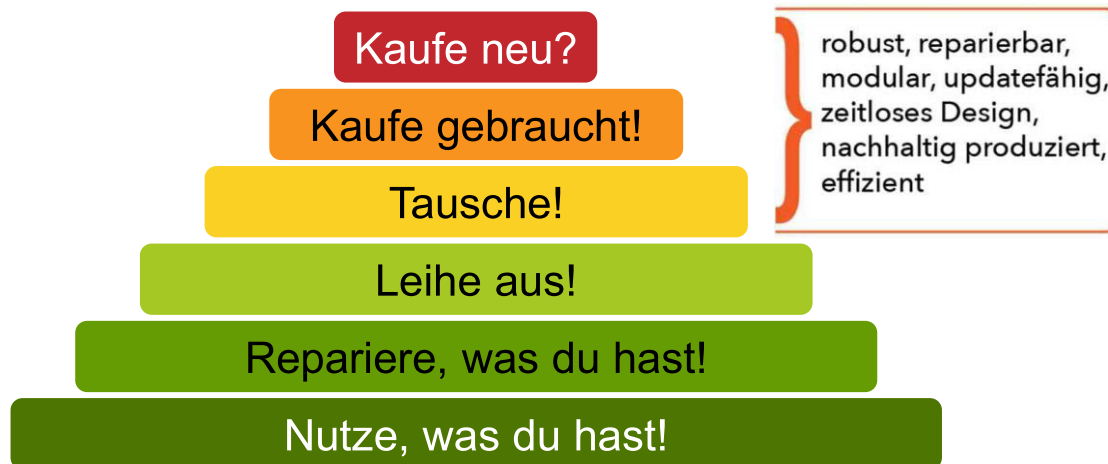 Kaufe neu?
Kaufe gebraucht!
Tausche!
Leihe aus!
Repariere, was du hast!
Nutze, was du hast!
robust, reparierbar,
modular, updatefähig,
zeitloses Design,
nachhaltig produziert,
effizient